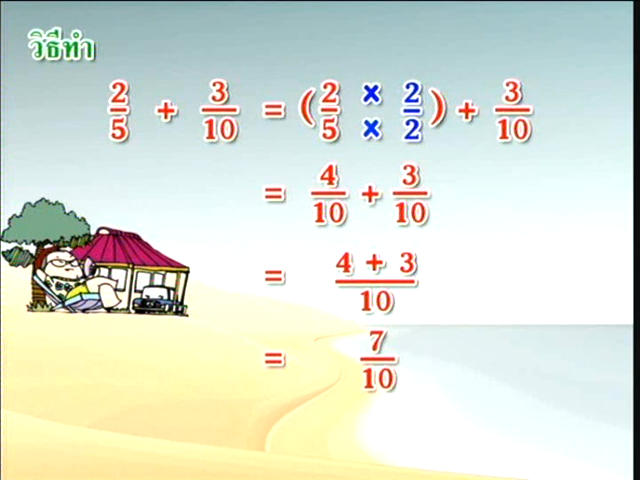 วิธีทำ
2/5 + 3/10 = (2/5 × × 2/2) + 3/10
= 4/10 + 3/10
= (4 + 3)/10
= 7/10